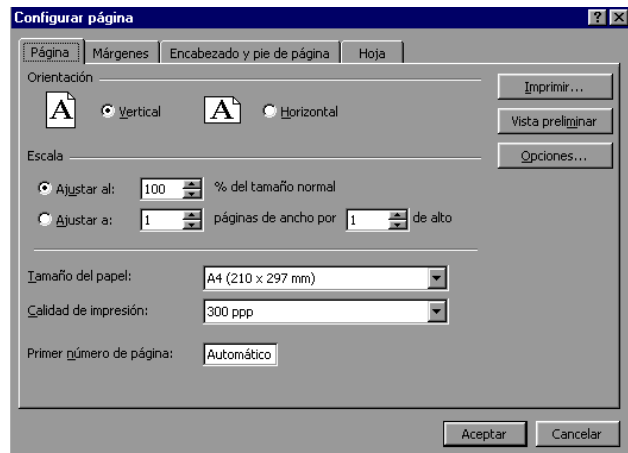 Configurar página
Página Márgenes Encabezado y pie de página Hoja
Orientación
A Vertical A Horizontal
Imprimir...
Vista preliminar
Opciones...
Escala
Ajustar al: 100 % del tamaño normal
Ajustar a: 1 páginas de ancho por 1 de alto
Tamaño del papel: A4 (210 x 297 mm)
Calidad de impresión: 300 ppp
Primer número de página: Automático
Aceptar Cancelar